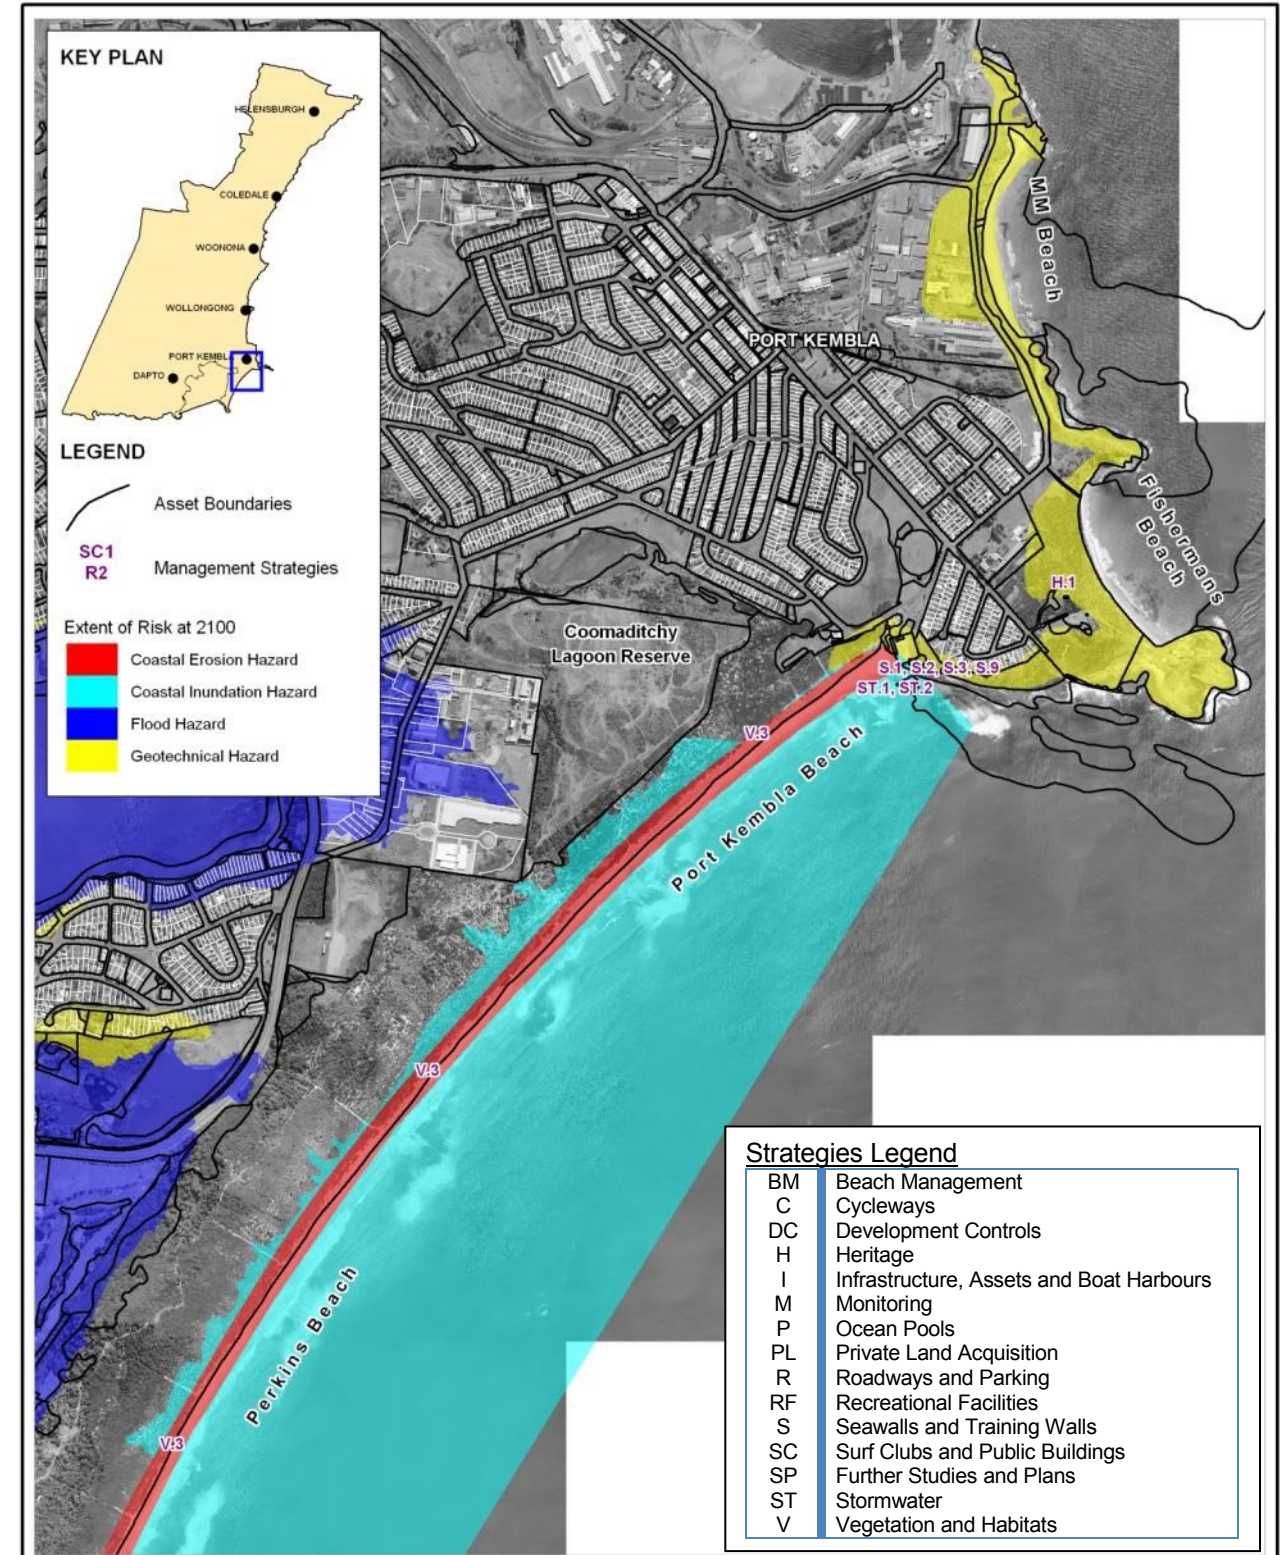 KEY PLAN
HELENSBURGH
COLEDALE
WOONONA
WOLLONGONG
PORT KEMBLA
DAPTO
LEGEND
Asset Boundaries
SC1
R2
Management Strategies
Extent of Risk at 2100
Coastal Erosion Hazard
Coastal Inundation Hazard
Flood Hazard
Geotechnical Hazard
MM Beach
PORT KEMBLA
Fishermans
Beach
H.1
Coomaditchy
Lagoon Reserve
S.1, S.2, S.3, S.9
ST.1, ST.2
V.3
Port Kembla Beach
V.3
Perkins Beach
V.3
Strategies Legend
BM Beach Management
C Cycleways
DC Development Controls
H Heritage
I Infrastructure, Assets and Boat Harbours
M Monitoring
P Ocean Pools
PL Private Land Acquisition
R Roadways and Parking
RF Recreational Facilities
S Seawalls and Training Walls
SC Surf Clubs and Public Buildings
SP Further Studies and Plans
ST Stormwater
V Vegetation and Habitats